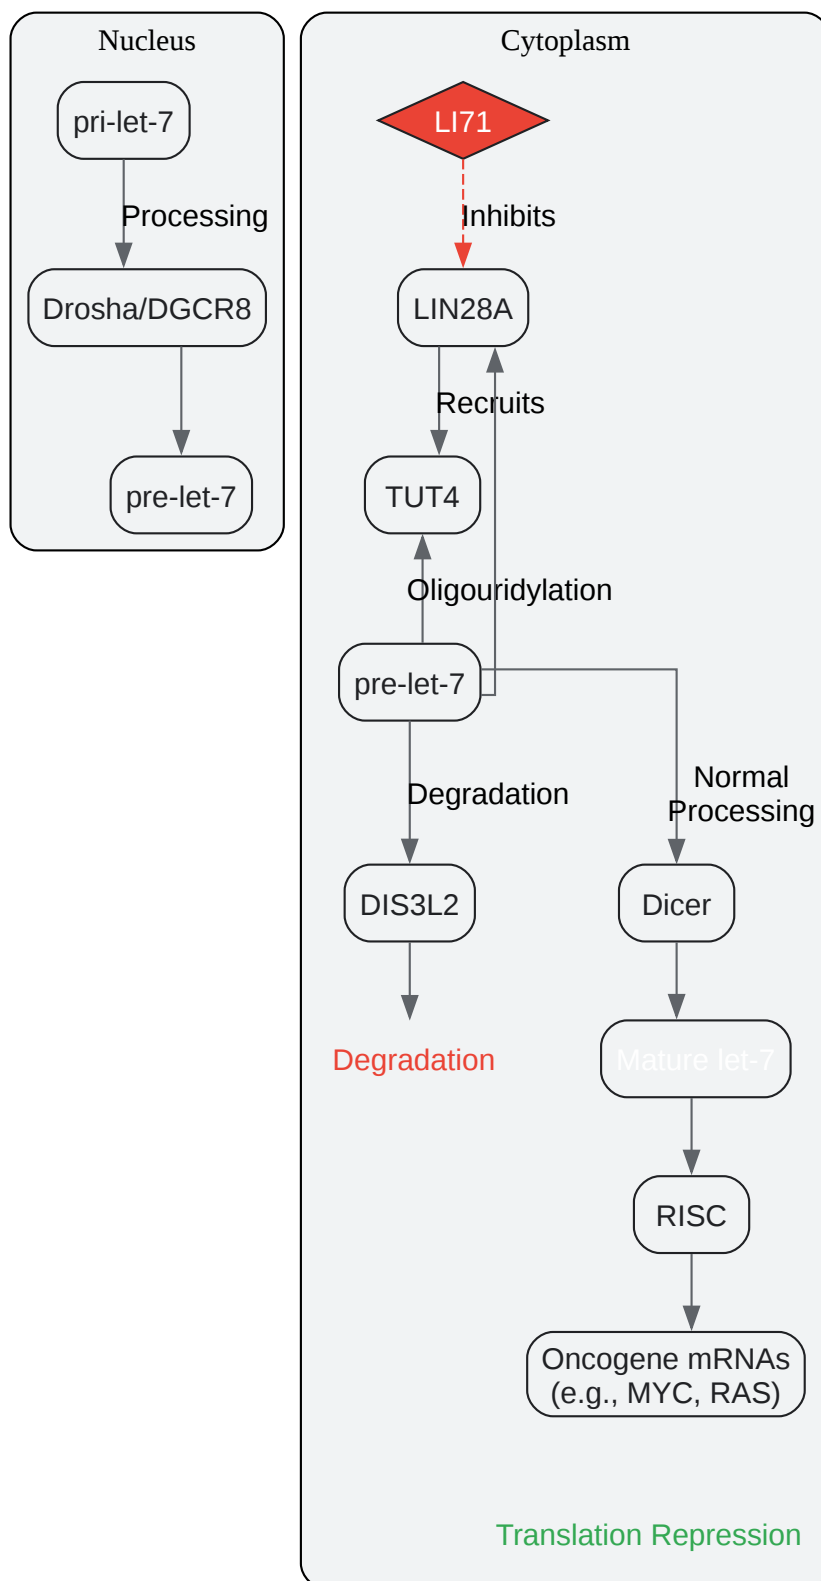 Nucleus
pri-let-7
Processing
Drosha/DGCR8
pre-let-7
Cytoplasm
LI71
Inhibits
LIN28A
Recruits
TUT4
Oligouridylation
pre-let-7
Degradation
Normal
Processing
DIS3L2
Dicer
Degradation
Mature let-7
RISC
Oncogene mRNAs
(e.g., MYC, RAS)
Translation Repression